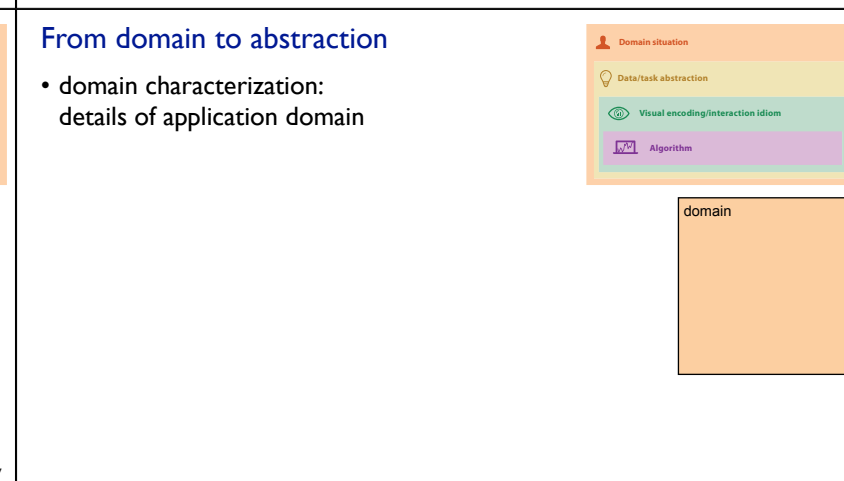 From domain to abstraction
• domain characterization:
details of application domain
Domain situation
Data/task abstraction
Visual encoding/interaction idiom
Algorithm
domain